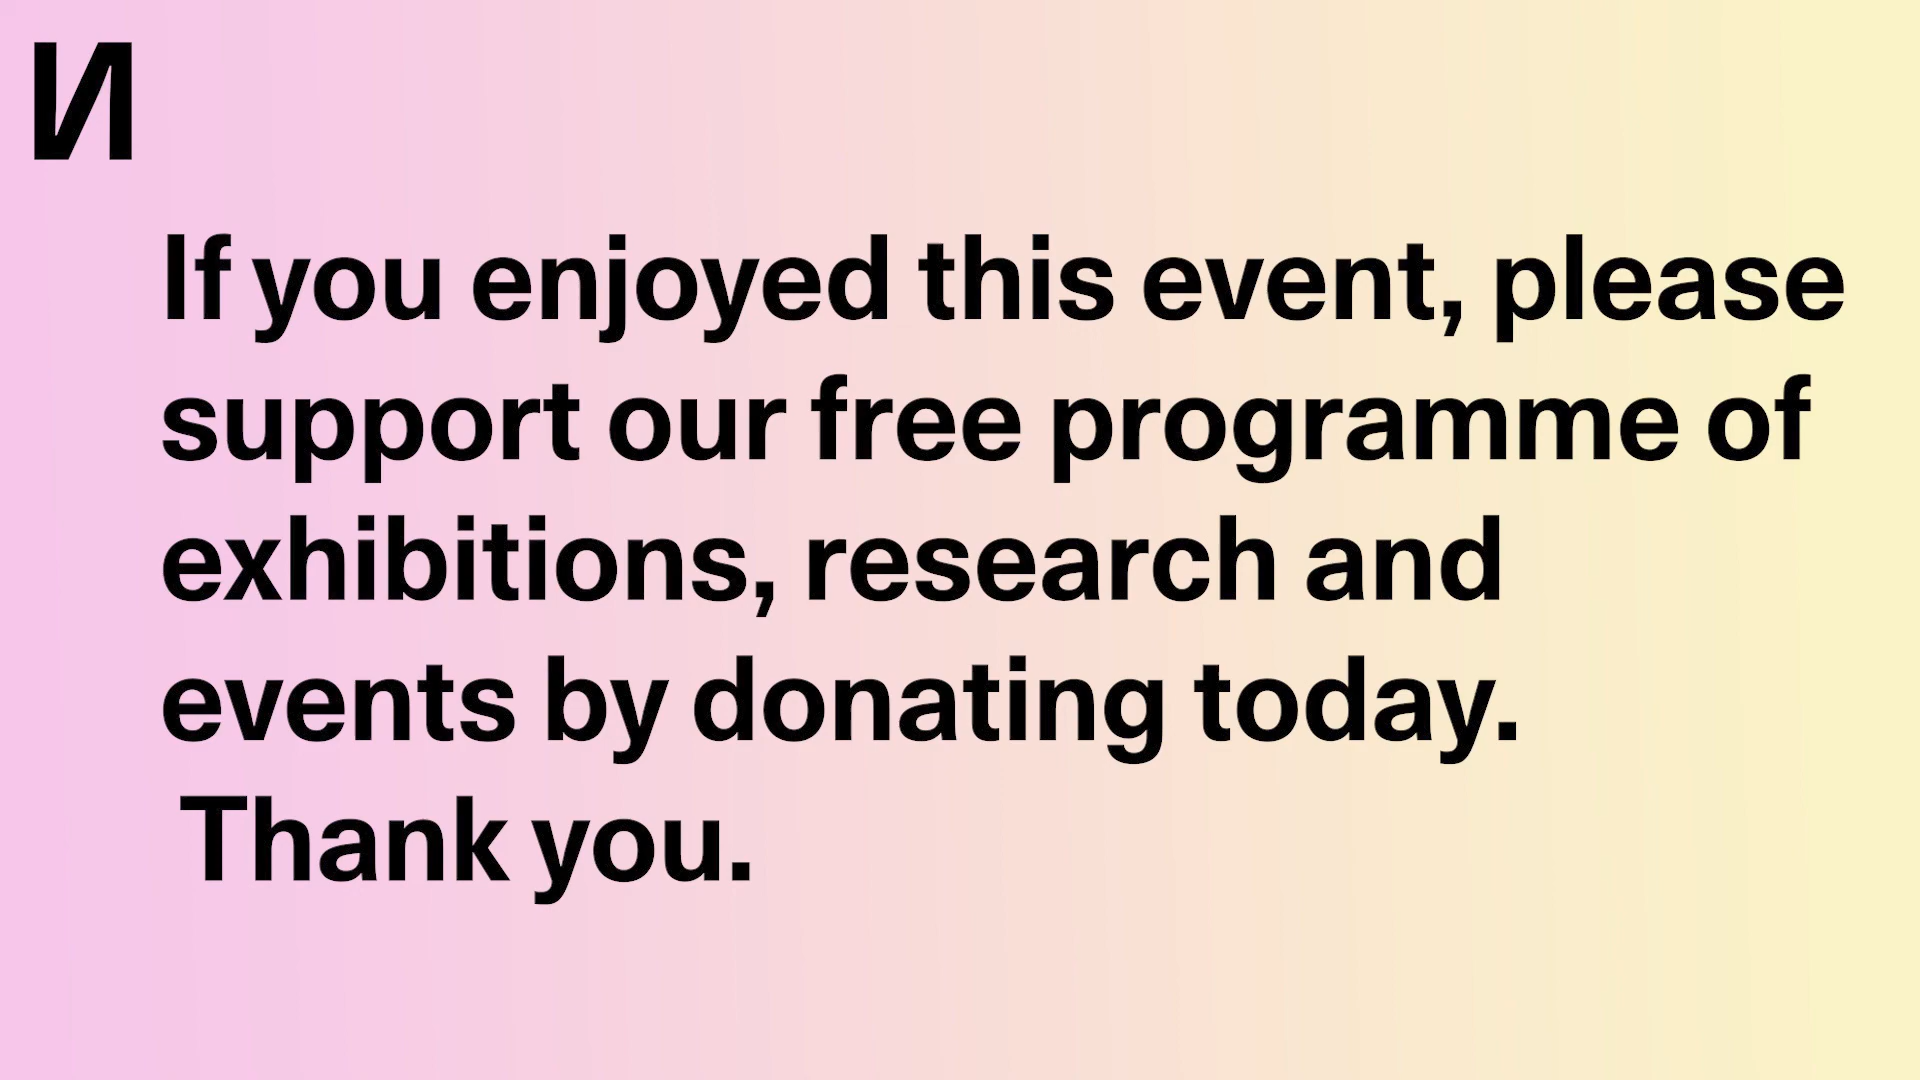 И
If you enjoyed this event, please
support our free programme of
exhibitions, research and
events by donating today.
Thank you.